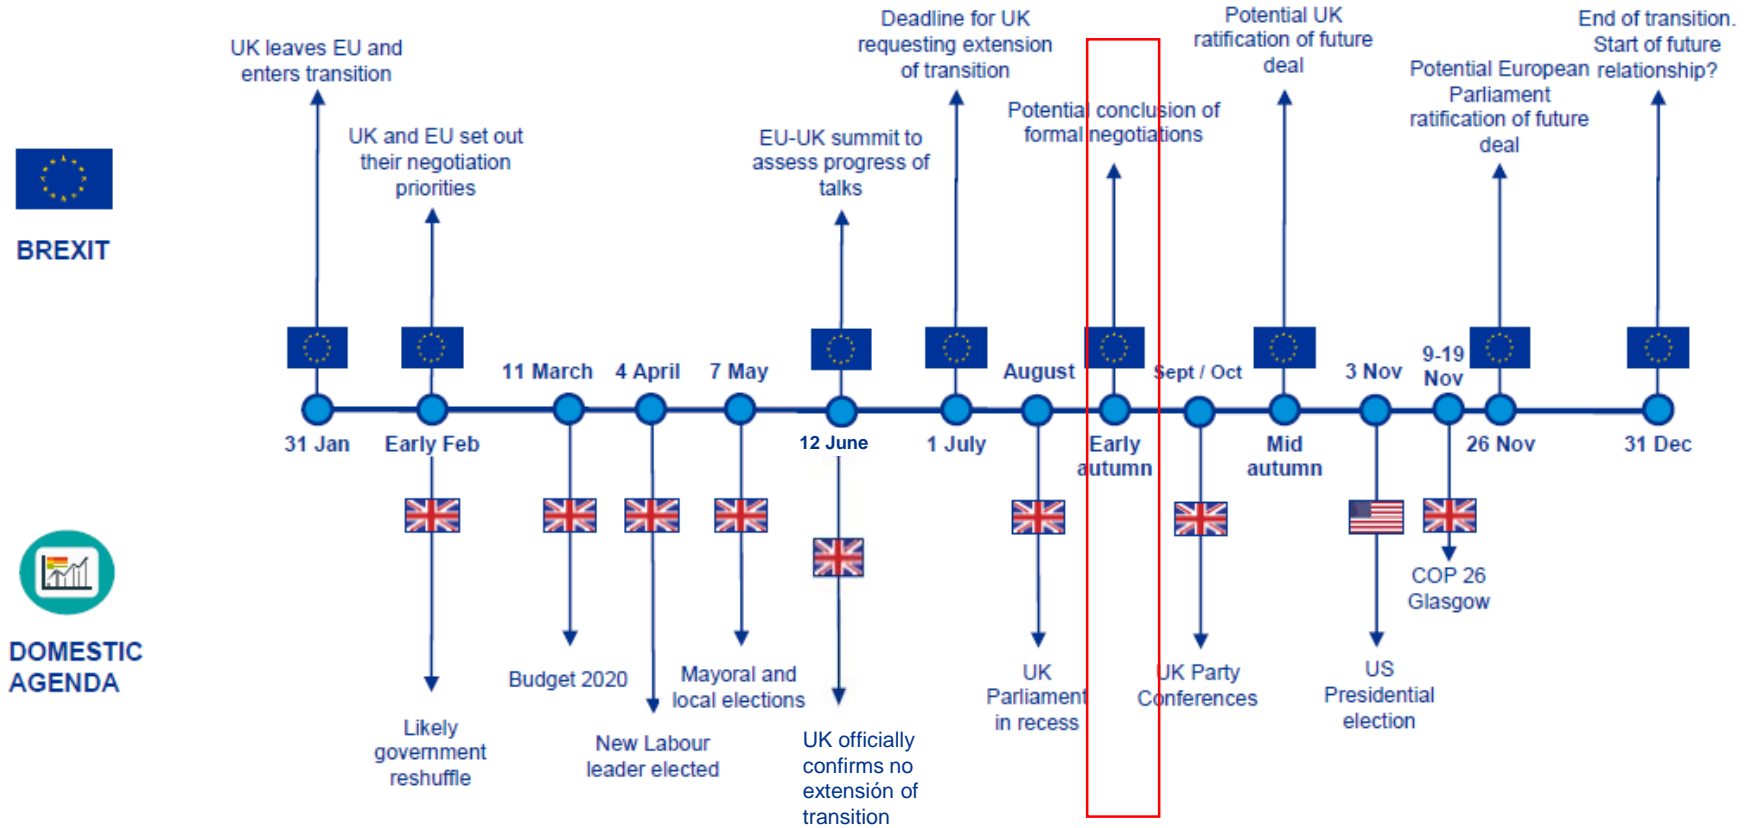 Deadline for UK
requesting extension
of transition
Potential UK
ratification of future
deal
End of transition.
Start of future
relationship?
UK leaves EU and
enters transition
Potential European
Parliament
ratification of future
deal
Potential conclusion of
formal negotiations
UK and EU set out
their negotiation
priorities
EU-UK summit to
assess progress of
talks
BREXIT
11 March
4 April
7 May
August
Sept / Oct
3 Nov
9-19
Nov
31 Jan
Early Feb
12 June
1 July
Early
autumn
Mid
autumn
26 Nov
31 Dec
DOMESTIC
AGENDA
COP 26
Glasgow
Budget 2020
Mayoral and
local elections
UK
Parliament
in recess
UK Party
Conferences
US
Presidential
election
Likely
government
reshuffle
New Labour
leader elected
UK officially
confirms no
extensión of
transition